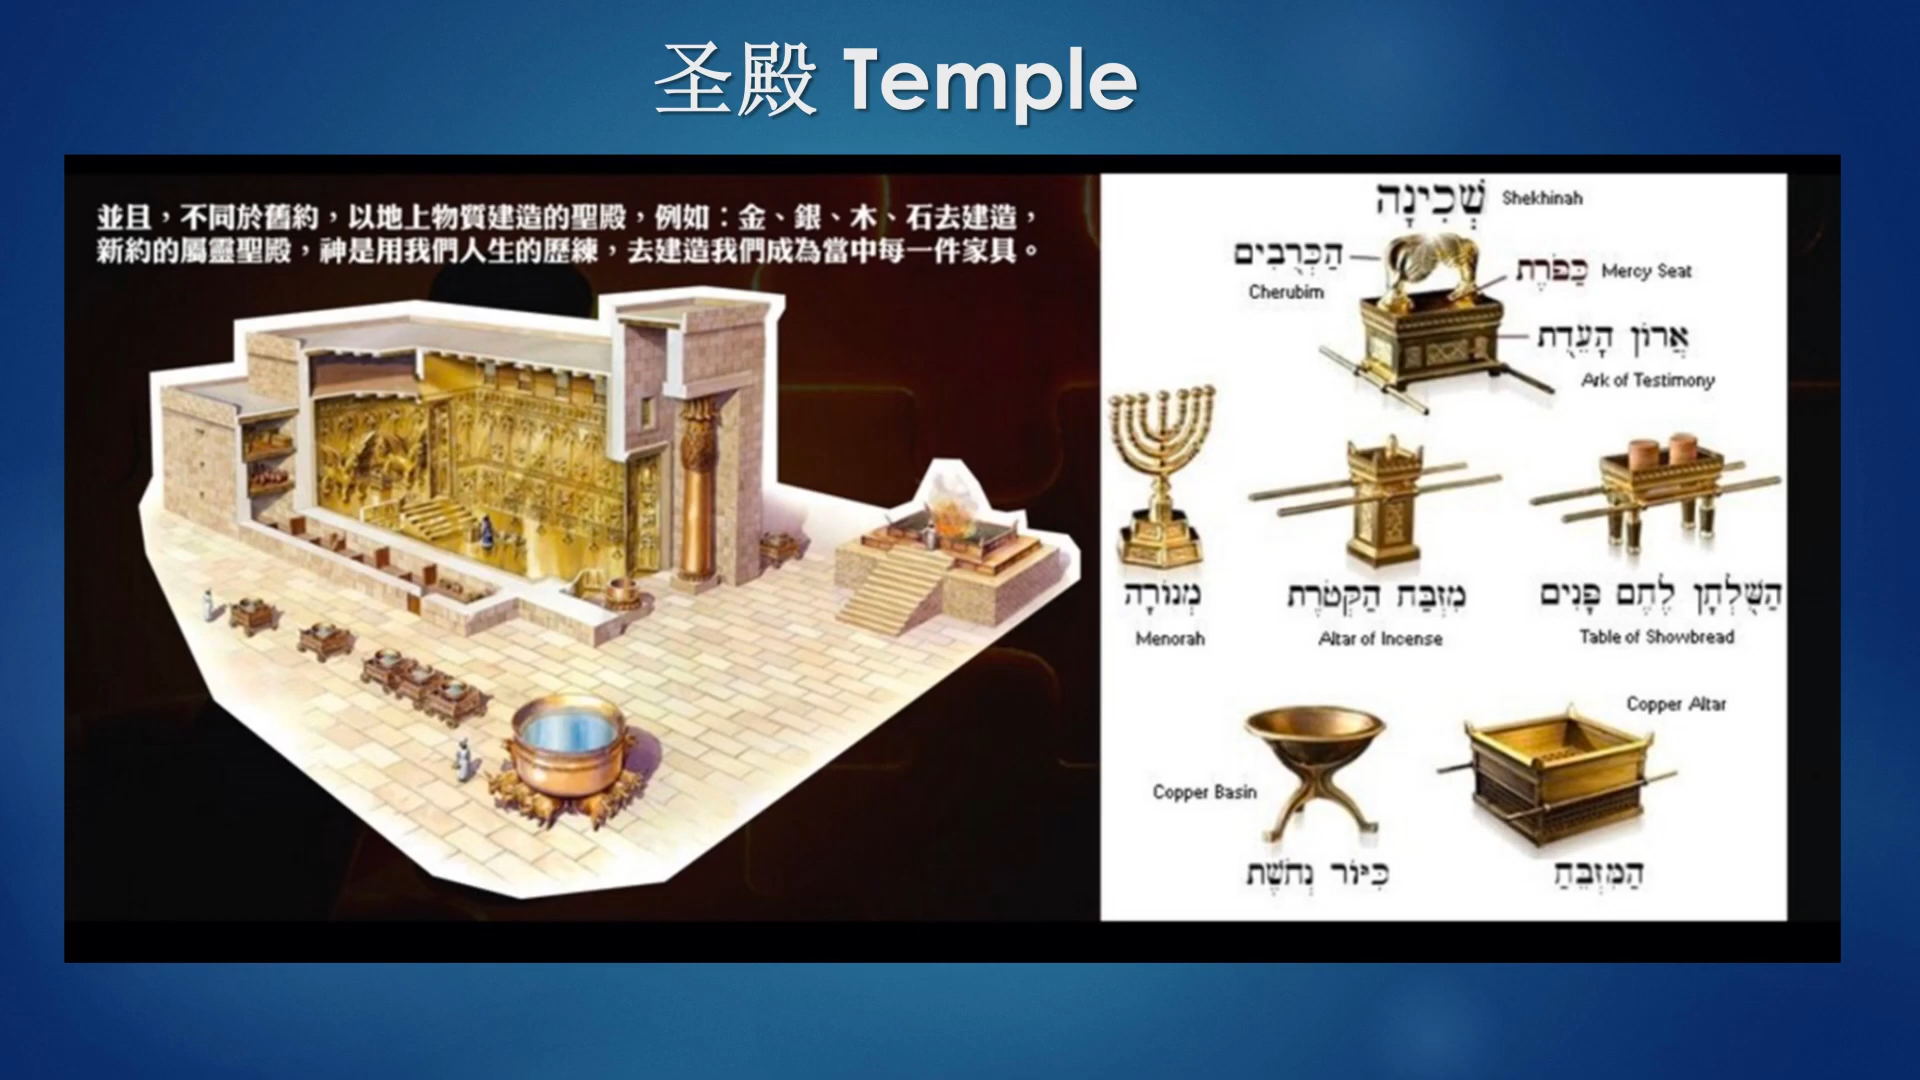 圣殿 Temple
並且，不同於舊約，以地上物質建造的聖殿，例如：金、銀、木、石去建造，
新約的屬靈聖殿，神是用我們人生的歷練，去建造我們成為當中每一件家具。
שְׁכִינָה Shekhinah
הַכְּרֻבִים
Cherubim
כַּפֹּרֶת Mercy Seat
אֲרוֹן הָעֵדֻת
Ark of Testimony
מְנוֹרָה
Menorah
מִזְבַּח הַקְּטֹרֶת
Altar of Incense
הַשֻּׁלְחָן לֶחֶם פָּנִים
Table of Showbread
Copper Basin
כִּיּוֹר נְחֹשֶׁת
Copper Altar
הַמִּזְבֵּחַ